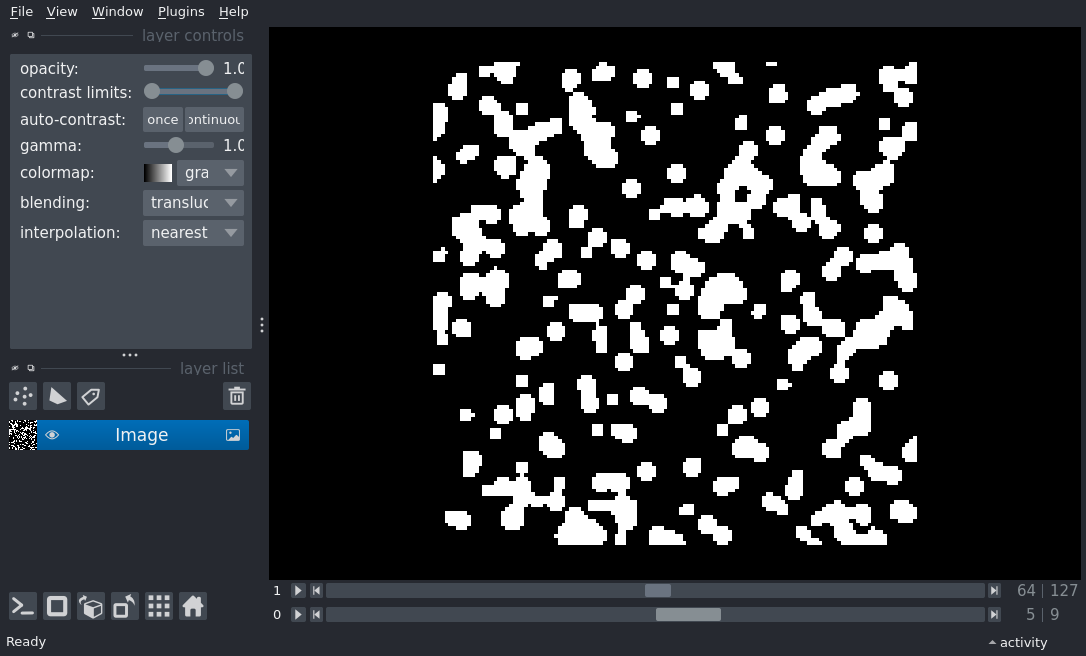 File View Window Plugins Help
layer controls
opacity: 1.0
contrast limits:
auto-contrast: once ontinuou
gamma: 1.0
colormap: gra
blending: transluc
interpolation: nearest
layer list
Image
1 64 127
0 5 9
Ready activity